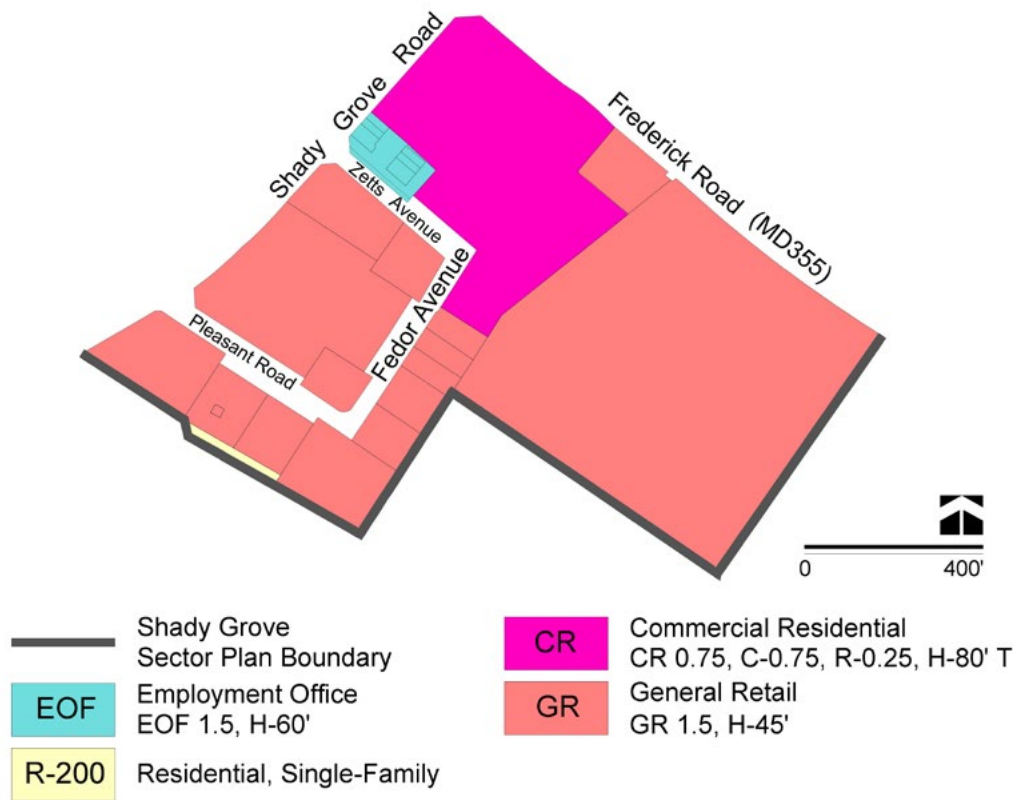 Shady Grove Road
Frederick Road (MD355)
Zetts Avenue
Fedor Avenue
Pleasant Road
0 400'
Shady Grove
Sector Plan Boundary
EOF
Employment Office
EOF 1.5, H-60'
R-200
Residential, Single-Family
CR
Commercial Residential
CR 0.75, C-0.75, R-0.25, H-80' T
GR
General Retail
GR 1.5, H-45'